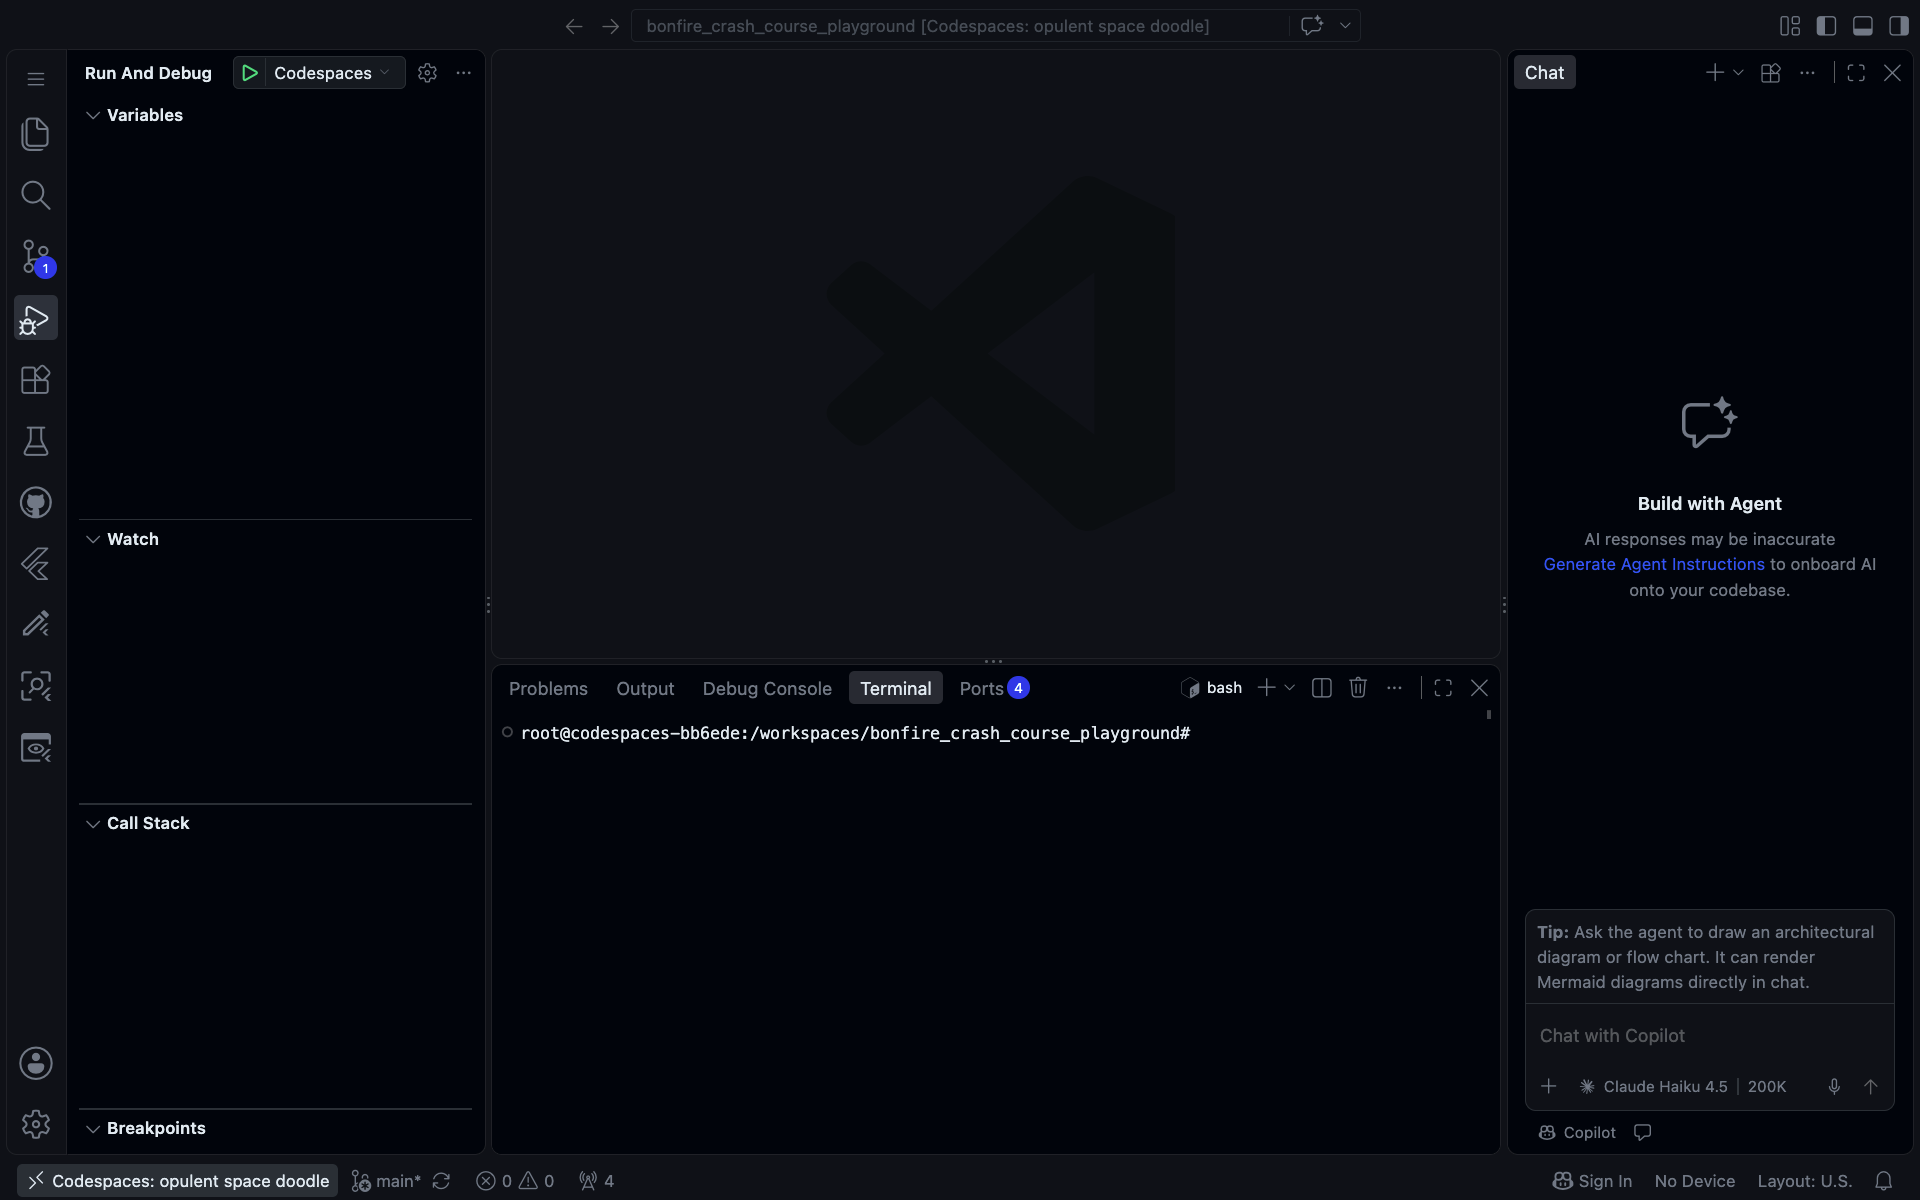 bonfire_crash_course_playground [Codespaces: opulent space doodle]
Run And Debug
Codespaces
Variables
Watch
Call Stack
Breakpoints
1
Problems
Output
Debug Console
Terminal
Ports
4
bash
root@codespaces-bb6ede:/workspaces/bonfire_crash_course_playground#
Chat
Build with Agent
AI responses may be inaccurate
Generate Agent Instructions to onboard AI
onto your codebase.
Tip: Ask the agent to draw an architectural
diagram or flow chart. It can render
Mermaid diagrams directly in chat.
Chat with Copilot
Claude Haiku 4.5
200K
Copilot
Codespaces: opulent space doodle
main*
0
0
4
Sign In
No Device
Layout: U.S.